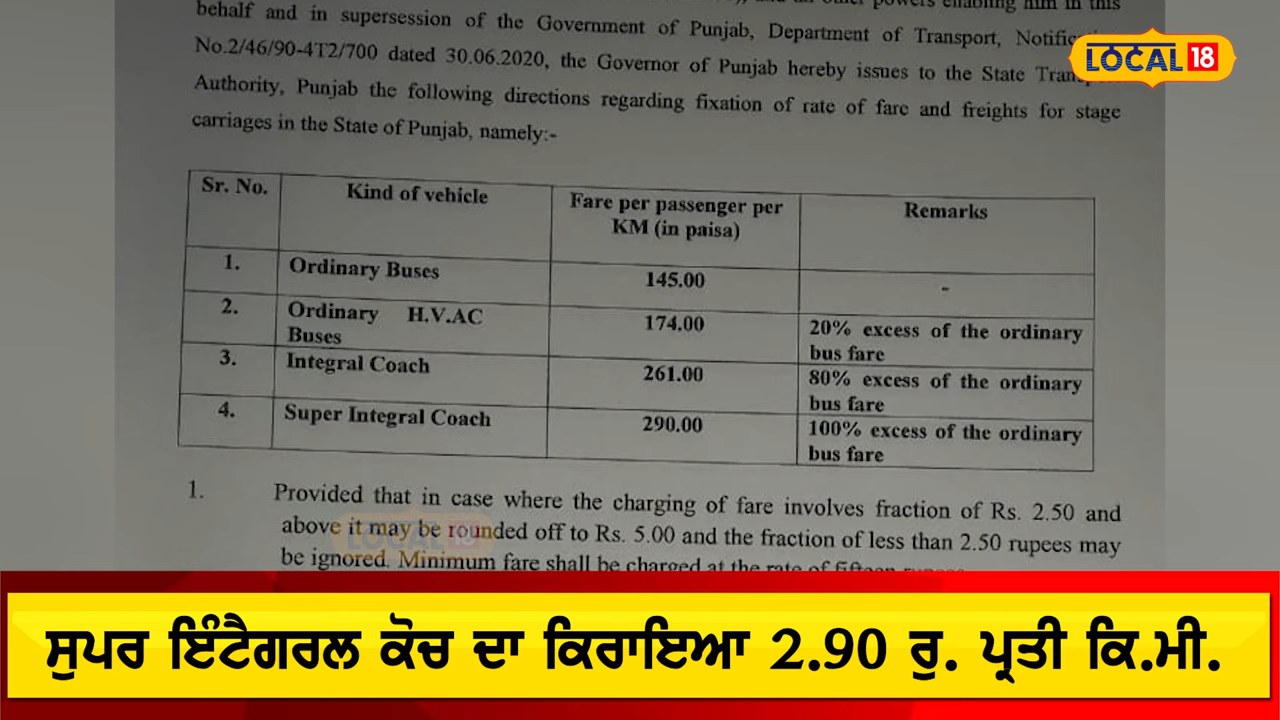 behalf and in supersession of the Government of Punjab, Department of Transport,
No.2/46/90-4T2/700 dated 30.06.2020, the Governor of Punjab hereby issues to the State
Authority, Punjab the following directions regarding fixation of rate of fare and freights for stage
carriages in the State of Punjab, namely:-
LOCAL 18
Sr. No. Kind of vehicle Fare per passenger per KM (in paisa) Remarks
1. Ordinary Buses 145.00 -
2. Ordinary H.V.AC Buses 174.00 20% excess of the ordinary bus fare
3. Integral Coach 261.00 80% excess of the ordinary bus fare
4. Super Integral Coach 290.00 100% excess of the ordinary bus fare
1. Provided that in case where the charging of fare involves fraction of Rs. 2.50 and
above it may be rounded off to Rs. 5.00 and the fraction of less than 2.50 rupees may
be ignored. Minimum fare shall be charged at the rate of fifteen
LOCAL 18
ਸੁਪਰ ਇੰਟੈਗਰਲ ਕੋਚ ਦਾ ਕਿਰਾਇਆ 2.90 ਰੁ. ਪ੍ਰਤੀ ਕਿ.ਮੀ.